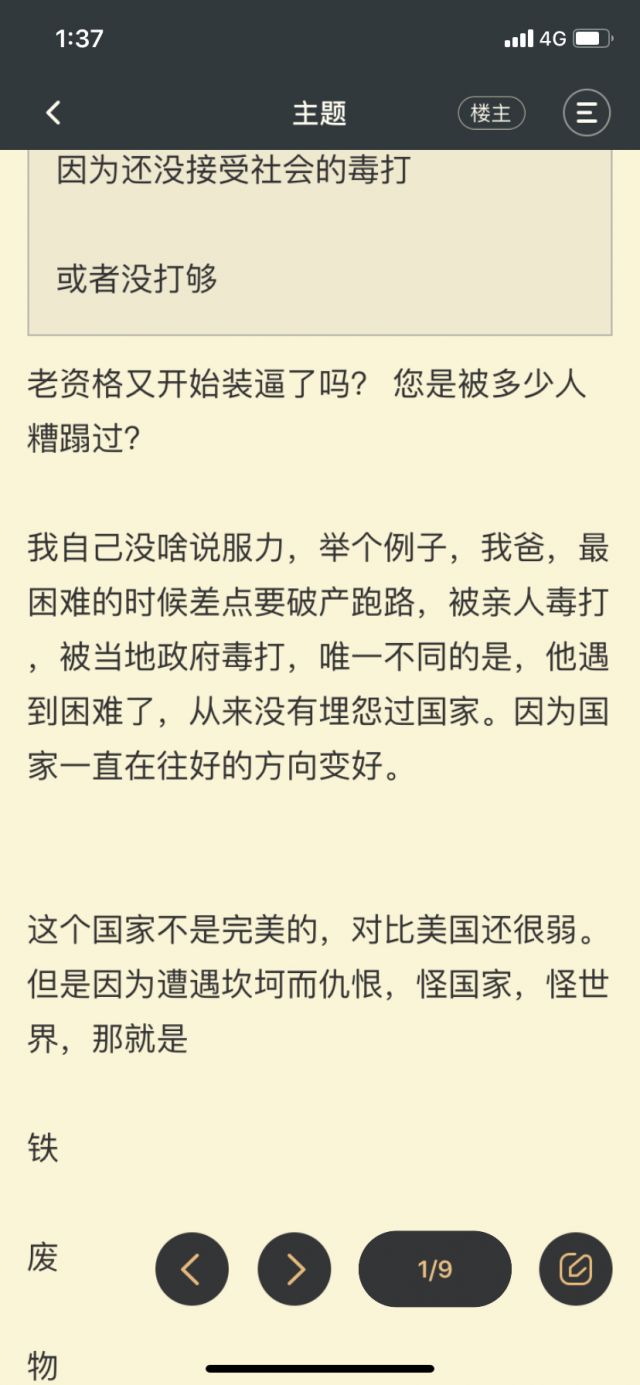 1:37
4G
主题
楼主
因为还没接受社会的毒打
或者没打够
老资格又开始装逼了吗? 您是被多少人
糟蹋过?
我自己没啥说服力，举个例子，我爸，最
困难的时候差点要破产跑路，被亲人毒打
，被当地政府毒打，唯一不同的是，他遇
到困难了，从来没有埋怨过国家。因为国
家一直在往好的方向变好。
这个国家不是完美的，对比美国还很弱。
但是因为遭遇坎坷而仇恨，怪国家，怪世
界，那就是
铁
废
1/9
物